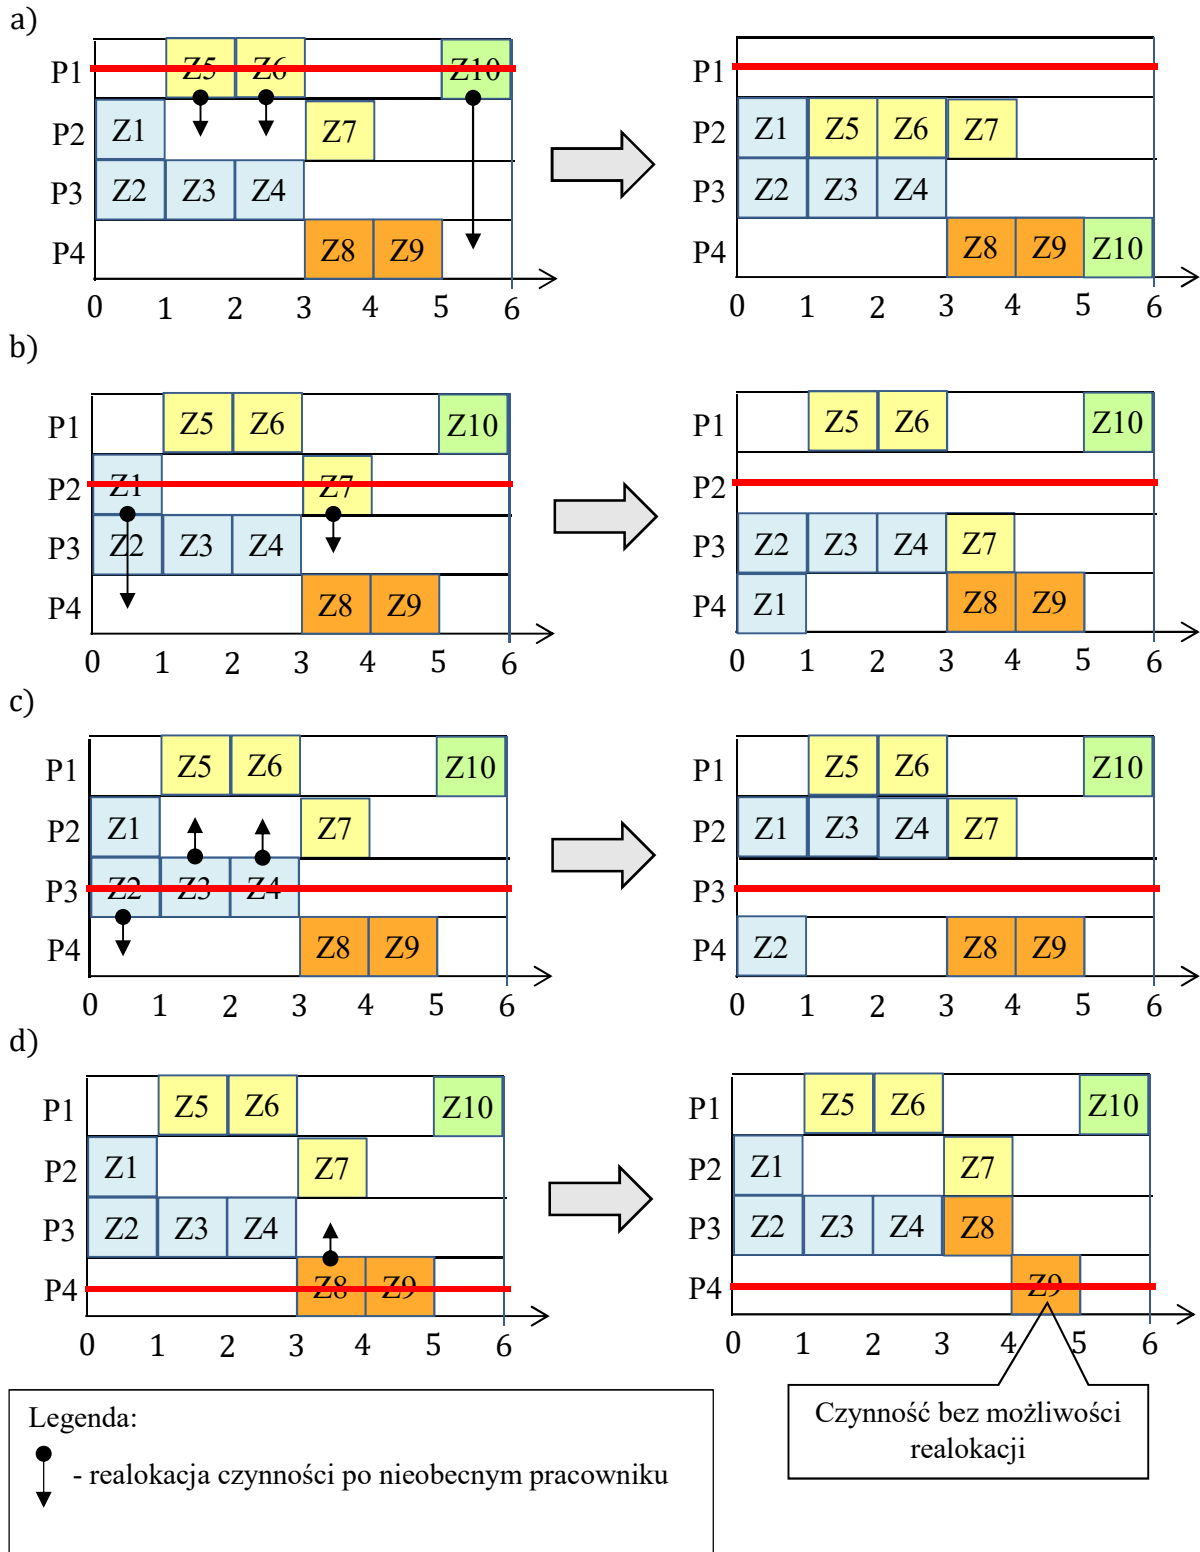 a)
P1 Z5 Z6 Z10 P1
P2 Z1 Z7 P2 Z1 Z5 Z6 Z7
P3 Z2 Z3 Z4 P3 Z2 Z3 Z4
P4 Z8 Z9 P4 Z8 Z9 Z10
0 1 2 3 4 5 6 0 1 2 3 4 5 6
b)
P1 Z5 Z6 Z10 P1 Z5 Z6 Z10
P2 Z1 Z7 P2
P3 Z2 Z3 Z4 P3 Z2 Z3 Z4 Z7
P4 Z8 Z9 P4 Z1 Z8 Z9
0 1 2 3 4 5 6 0 1 2 3 4 5 6
c)
P1 Z5 Z6 Z10 P1 Z5 Z6 Z10
P2 Z1 Z7 P2 Z1 Z3 Z4 Z7
P3 Z2 Z3 Z4 P3
P4 Z8 Z9 P4 Z2 Z8 Z9
0 1 2 3 4 5 6 0 1 2 3 4 5 6
d)
P1 Z5 Z6 Z10 P1 Z5 Z6 Z10
P2 Z1 Z7 P2 Z1 Z7
P3 Z2 Z3 Z4 P3 Z2 Z3 Z4 Z8
P4 Z8 Z9 P4 Z9
0 1 2 3 4 5 6 0 1 2 3 4 5 6
Legenda:
- realokacja czynności po nieobecnym pracowniku
Czynność bez możliwości
realokacji